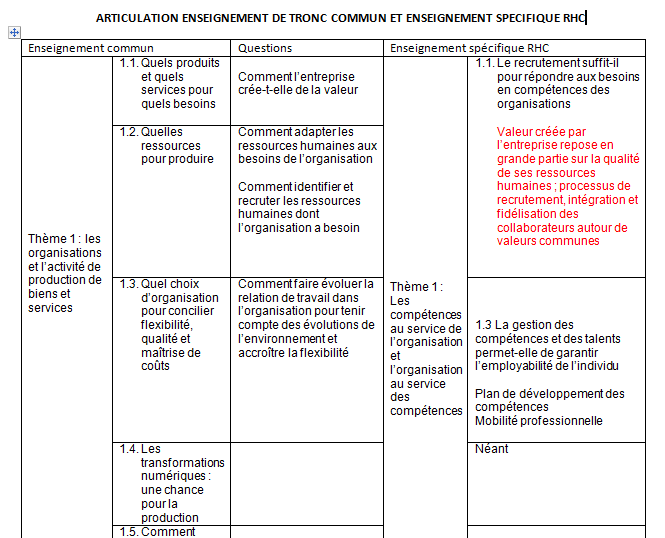 ARTICULATION ENSEIGNEMENT DE TRONC COMMUN ET ENSEIGNEMENT SPECIFIQUE RHC
Enseignement commun
Questions
Enseignement spécifique RHC
Thème 1 : les
organisations
et l'activité de
production de
biens et
services
1.1. Quels produits
et quels
services pour
quels besoins
Comment l'entreprise
crée-t-elle de la valeur
1.2. Quelles
ressources
pour produire
Comment adapter les
ressources humaines aux
besoins de l'organisation
Comment identifier et
recruter les ressources
humaines dont
l'organisation a besoin
1.3. Quel choix
d'organisation
pour concilier
flexibilité,
qualité et
maîtrise de
coûts
Comment faire évoluer la
relation de travail dans
l'organisation pour tenir
compte des évolutions de
l'environnement et
accroître la flexibilité
1.4. Les
transformations
numériques :
une chance
pour la
production
1.5. Comment
Thème 1 :
Les
compétences
au service de
l'organisation
et
l'organisation
au service
des
compétences
1.1. Le recrutement suffit-il
pour répondre aux besoins
en compétences des
organisations
Valeur créée par
l'entreprise repose en
grande partie sur la qualité
de ses ressources
humaines ; processus de
recrutement, intégration et
fidélisation des
collaborateurs autour de
valeurs communes
1.3 La gestion des
compétences et des talents
permet-elle de garantir
l'employabilité de l'individu
Plan de développement des
compétences
Mobilité professionnelle
Néant